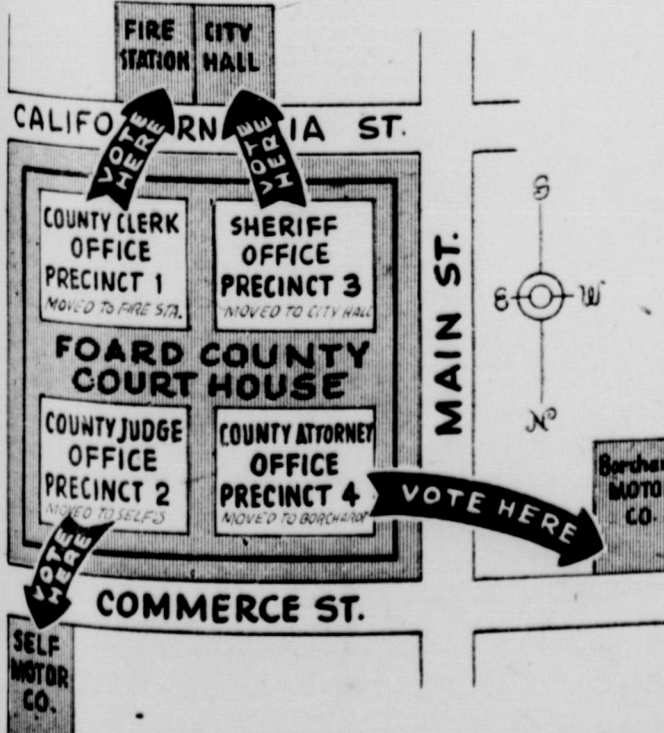 FIRE STATION
CITY HALL
CALIFORNIA ST.
VOTE HERE
VOTE HERE
COUNTY CLERK
OFFICE
PRECINCT 1
MOVED TO FIRE STA.
SHERIFF
OFFICE
PRECINCT 3
MOVED TO CITY HALL
FOARD COUNTY
COURT HOUSE
MAIN ST.
S
E W
N
COUNTY JUDGE
OFFICE
PRECINCT 2
MOVED TO SELF'S
COUNTY ATTORNEY
OFFICE
PRECINCT 4
MOVED TO BORCHARDT
VOTE HERE
VOTE HERE
Borchar
MOTO
CO.
COMMERCE ST.
SELF
MOTOR
CO.